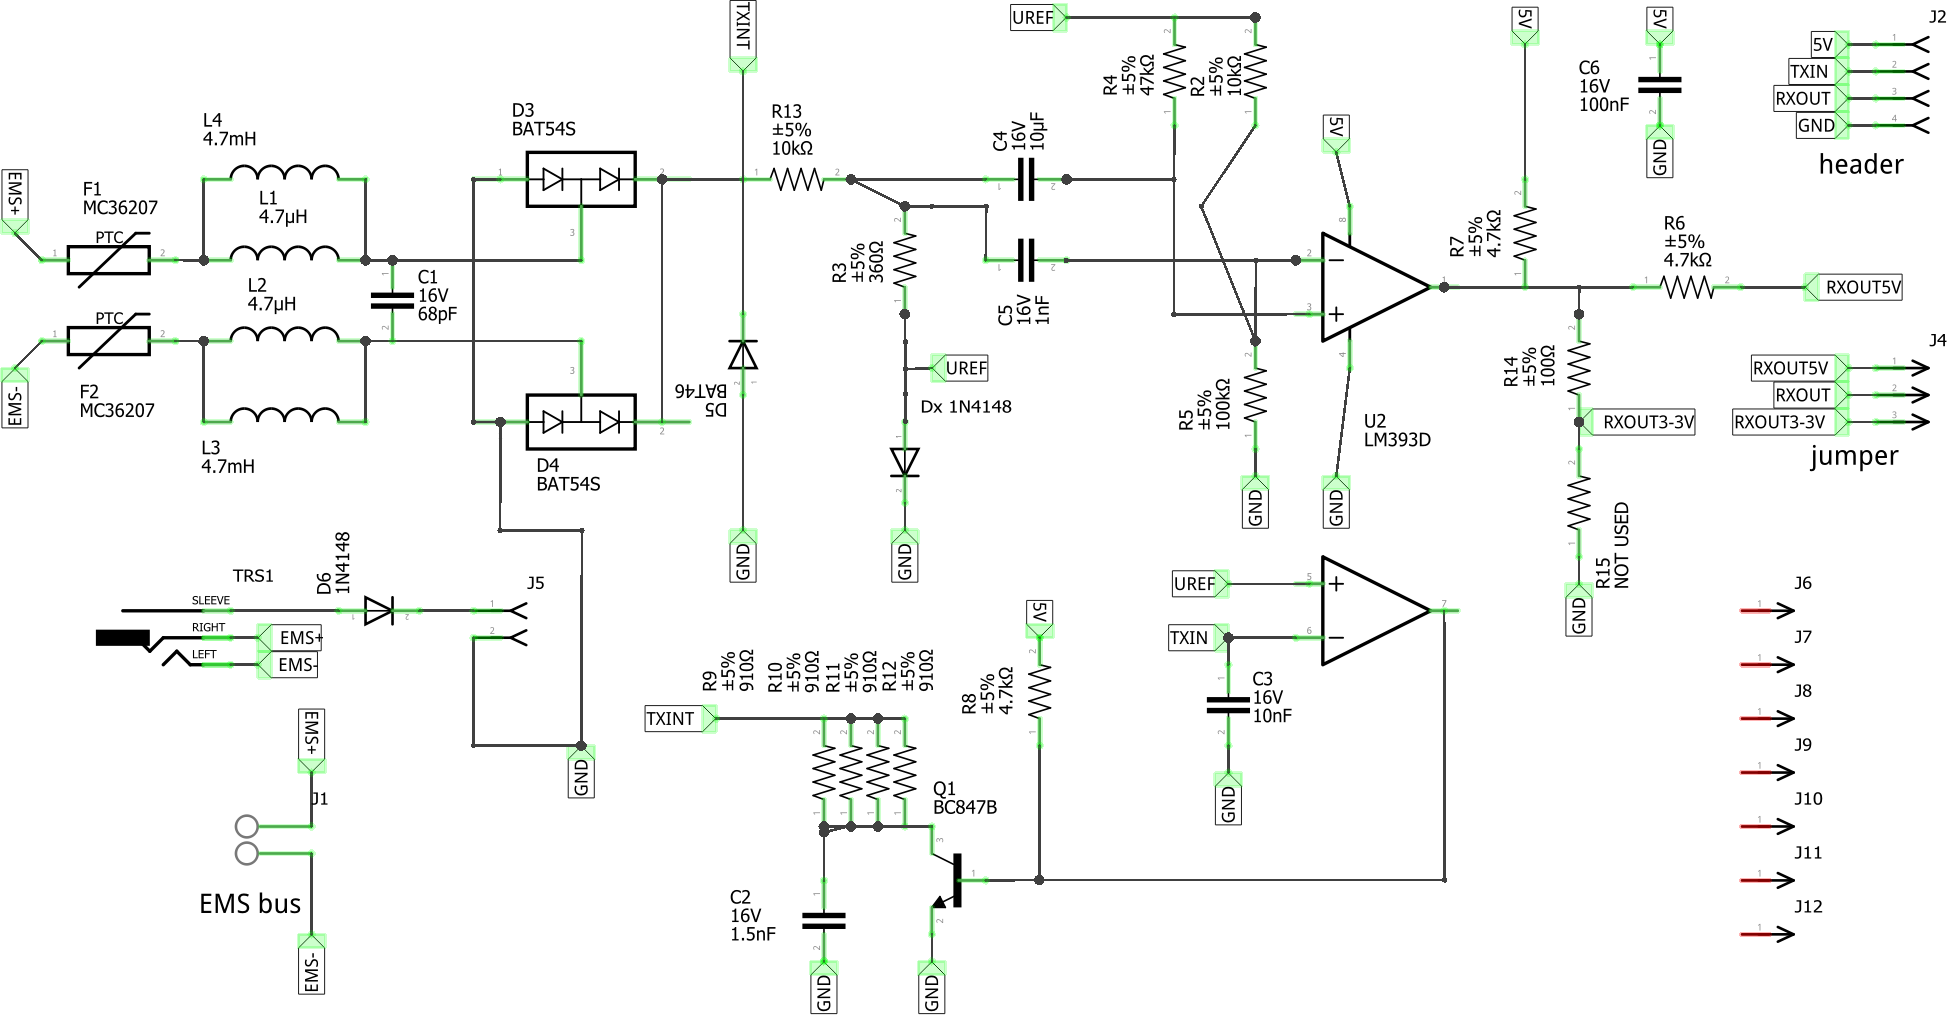 TXINT
UREF
5V
5V
J2
R4
±5%
47kΩ
R2
±5%
10kΩ
C6
16V
100nF
5V 1
TXIN 2
RXOUT 3
GND 4
header
GND
L4
4.7mH
D3
BAT54S
R13
±5%
10kΩ
C4
16V
10µF
5V
EMS+
F1
MC36207
PTC
L1
4.7µH
R3
±5%
360Ω
C5
16V
1nF
R7
±5%
4.7kΩ
R6
±5%
4.7kΩ
RXOUT5V
L2
4.7µH
C1
16V
68pF
PTC
EMS-
F2
MC36207
D5
BAT46
UREF
Dx 1N4148
R5
±5%
100kΩ
U2
LM393D
R14
±5%
100Ω
RXOUT3-3V
J4
RXOUT5V 1
RXOUT 2
RXOUT3-3V 3
jumper
L3
4.7mH
D4
BAT54S
GND
GND
GND
GND
R15
NOT USED
GND
TRS1
D6
1N4148
J5
SLEEVE
RIGHT
LEFT
EMS+
EMS-
UREF
TXIN
5V
C3
16V
10nF
GND
R9
±5%
910Ω
R10
±5%
910Ω
R11
±5%
910Ω
R12
±5%
910Ω
R8
±5%
4.7kΩ
TXINT
EMS+
J1
EMS bus
EMS-
GND
Q1
BC847B
C2
16V
1.5nF
GND
GND
J6
J7
J8
J9
J10
J11
J12